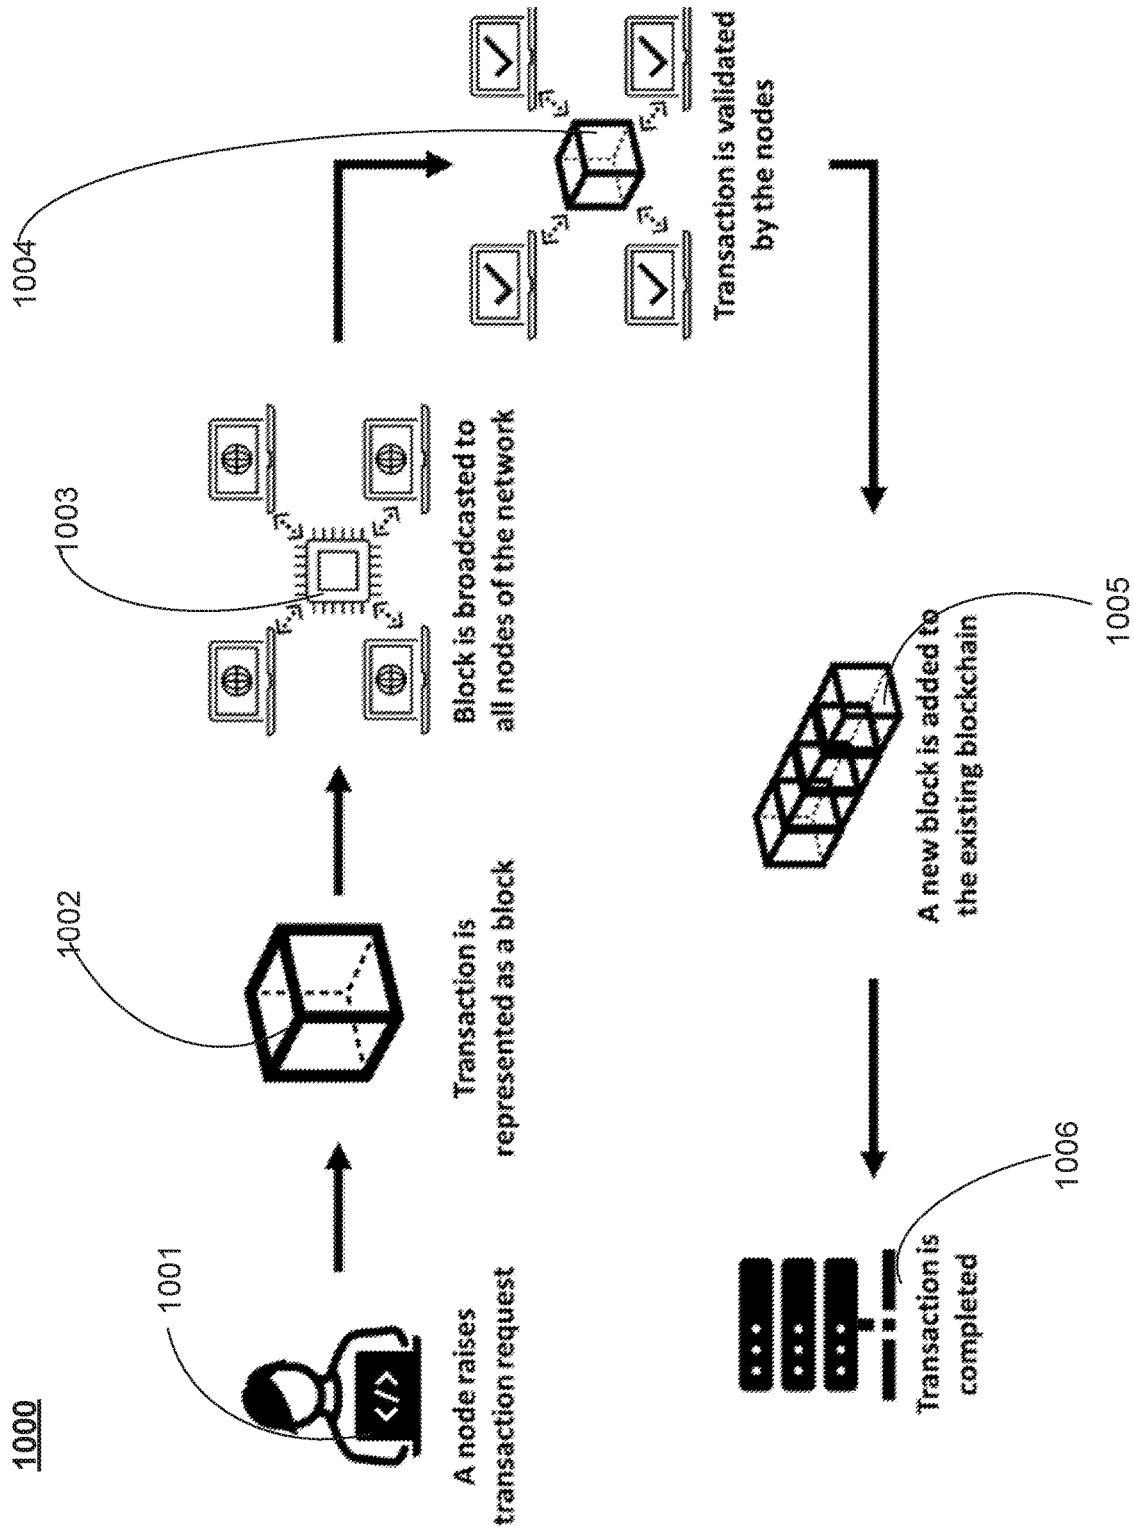 1000
1001
A node raises
transaction request
1002
Transaction is
represented as a block
1003
Block is broadcasted to
all nodes of the network
1004
Transaction is validated
by the nodes
1005
A new block is added to
the existing blockchain
1006
Transaction is
completed